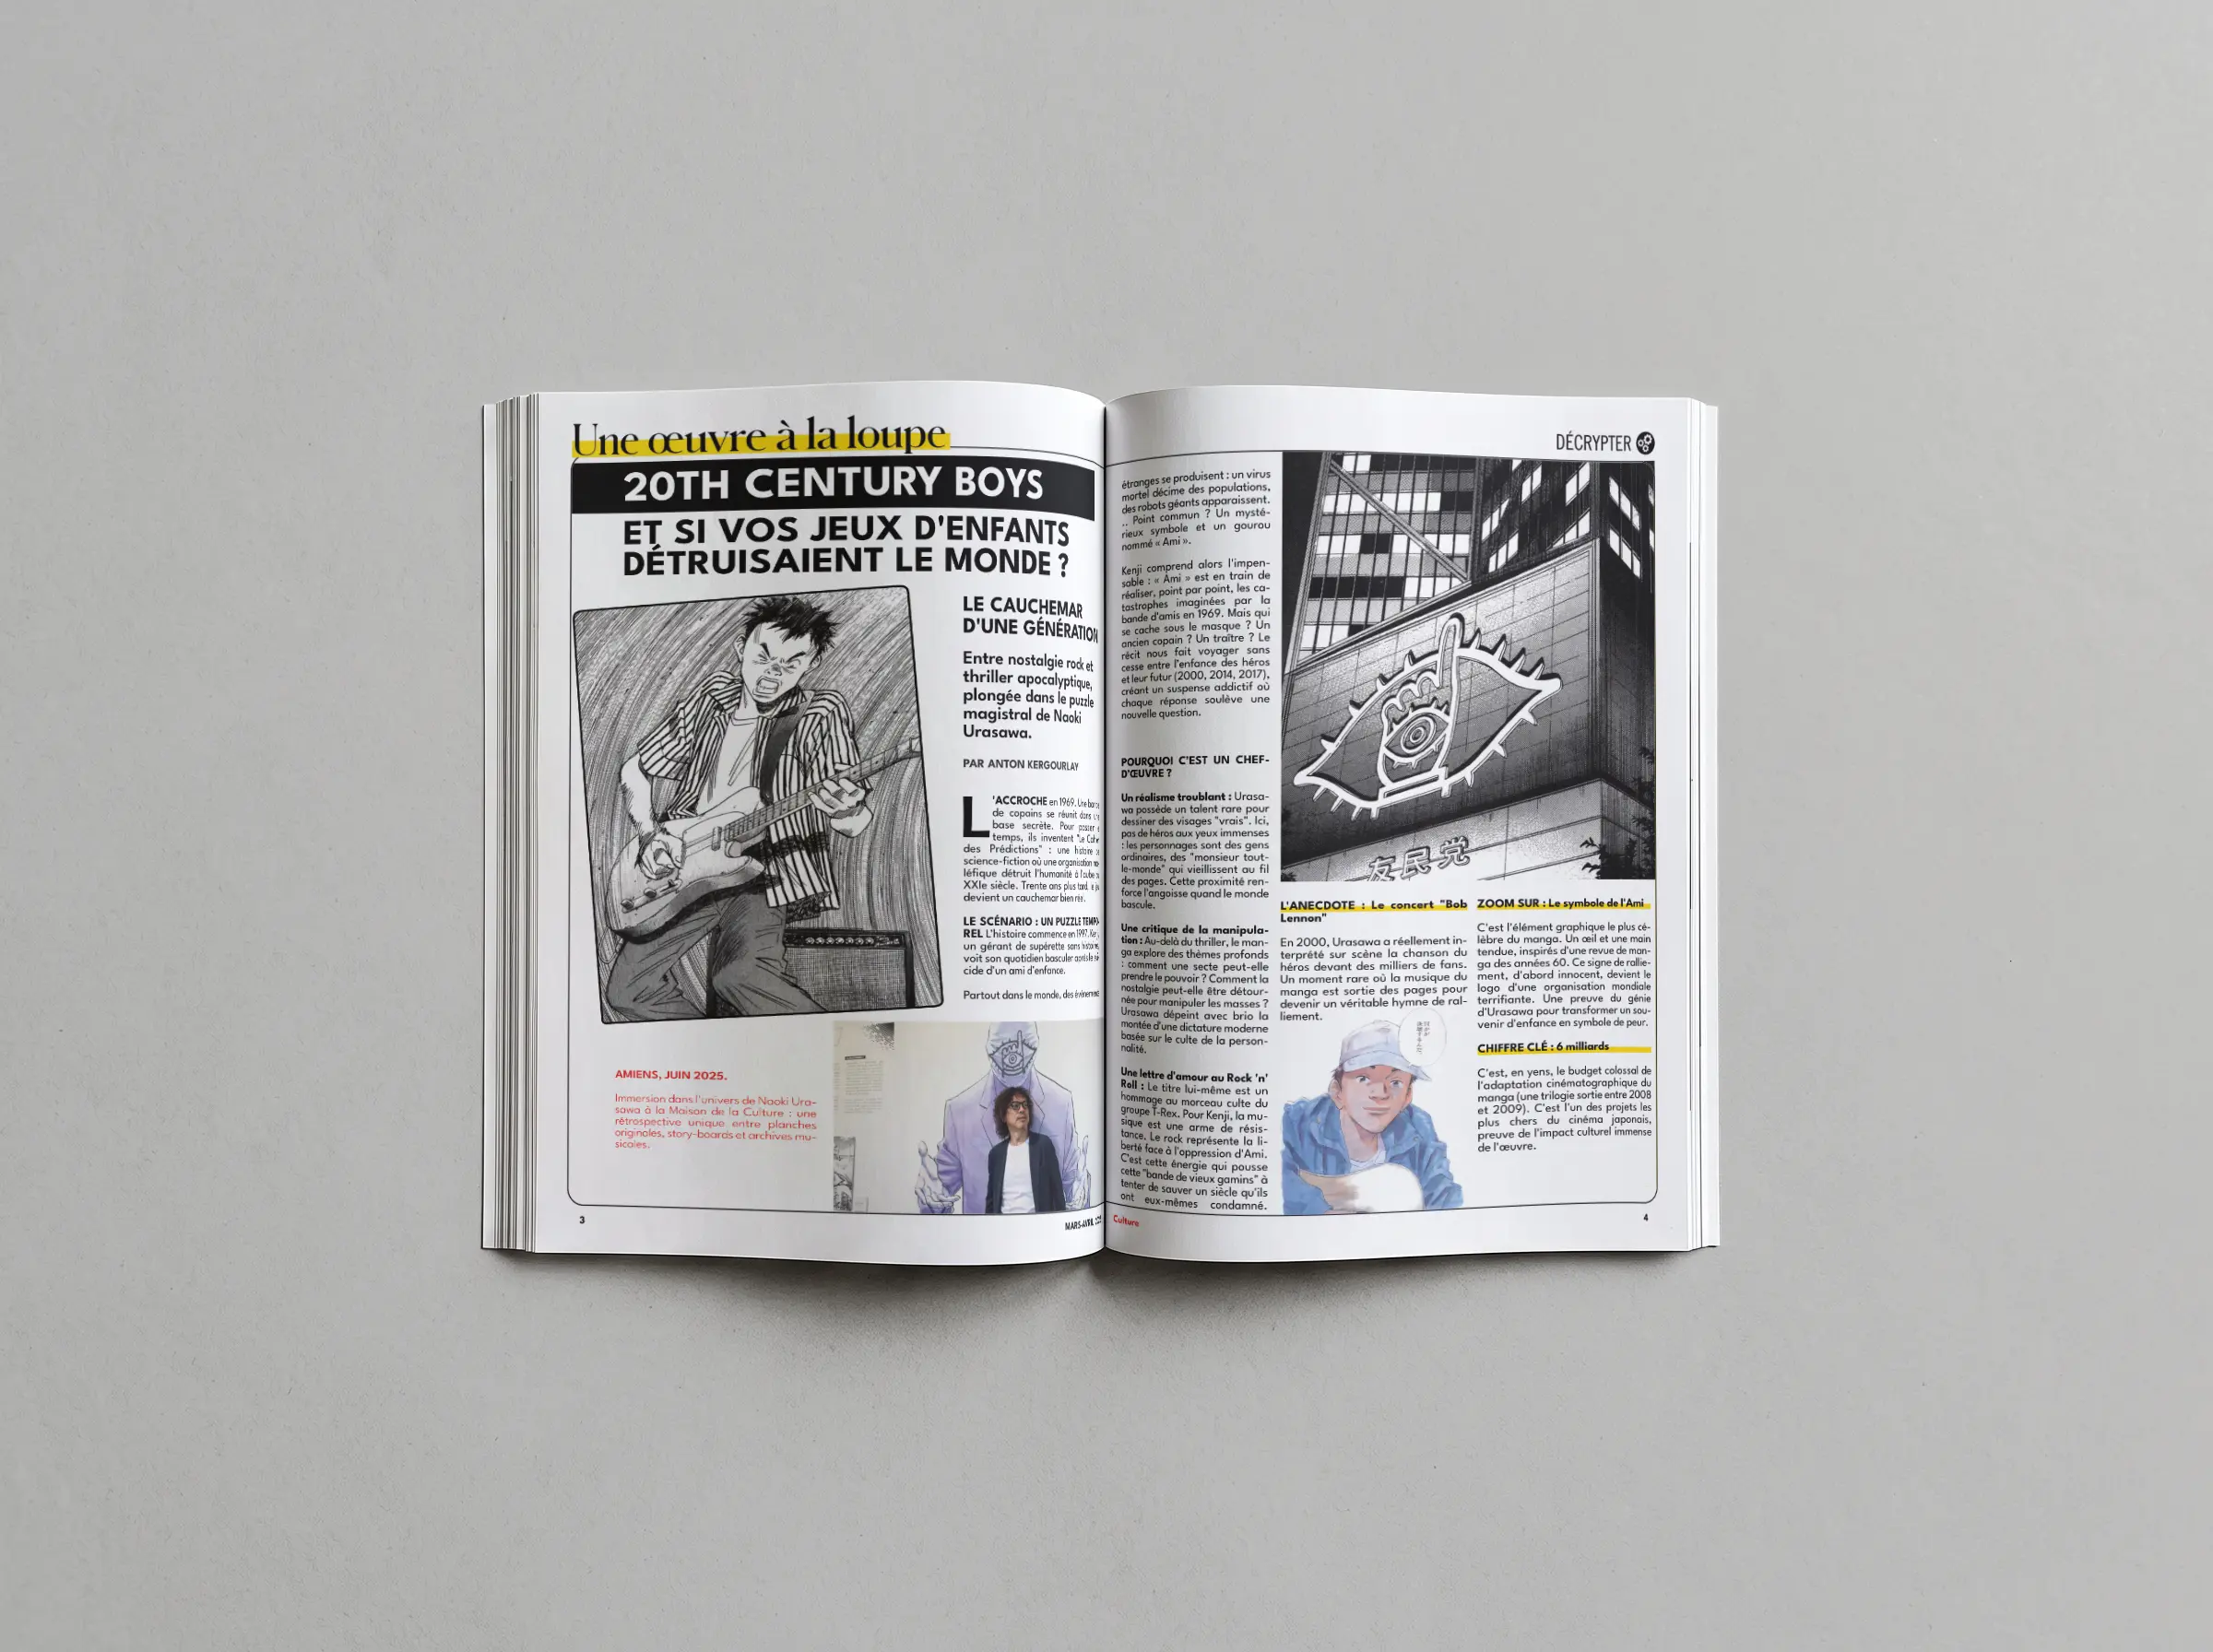 Une œuvre à la loupe
20TH CENTURY BOYS
ET SI VOS JEUX D'ENFANTS
DÉTRUISAIENT LE MONDE ?
LE CAUCHEMAR
D'UNE GÉNÉRATION
Entre nostalgie rock et
thriller apocalyptique,
plongée dans le puzzle
magistral de Naoki
Urasawa.
PAR ANTON KERGOURLAY
L'ACCROCHE en 1969. Une
de copains se réunit dans
base secrète. Pour passer
temps, ils inventent "Le
des Prédictions" : une histoire
science-fiction où une organisation
léfique détruit l'humanité à l'aube
XXIe siècle. Trente ans plus tard, le
devient un cauchemar bien réel.
LE SCÉNARIO : UN PUZZLE
REL L'histoire commence en 1997.
un gérant de supérette sans histoire,
voit son quotidien basculer après le
cide d'un ami d'enfance.
Partout dans le monde, des
AMIENS, JUIN 2025.
Immersion dans l'univers de Naoki Ura-
sawa à la Maison de la Culture : une
rétrospective unique entre planches
originales, story-boards et archives mu-
sicales.
3
MARS-AVRIL
DÉCRYPTER
étranges se produisent : un virus
mortel décime des populations,
des robots géants apparaissent.
.. Point commun ? Un mysté-
rieux symbole et un gourou
nommé « Ami ».
Kenji comprend alors l'impen-
sable : « Ami » est en train de
réaliser, point par point, les ca-
tastrophes imaginées par la
bande d'amis en 1969. Mais qui
se cache sous le masque ? Un
ancien copain ? Un traître ? Le
récit nous fait voyager sans
cesse entre l'enfance des héros
et leur futur (2000, 2014, 2017),
créant un suspense addictif où
chaque réponse soulève une
nouvelle question.
POURQUOI C'EST UN CHEF-
D'ŒUVRE ?
Un réalisme troublant : Urasa-
wa possède un talent rare pour
dessiner des visages "vrais". Ici,
pas de héros aux yeux immenses
: les personnages sont des gens
ordinaires, des "monsieur tout-
le-monde" qui vieillissent au fil
des pages. Cette proximité ren-
force l'angoisse quand le monde
bascule.
Une critique de la manipula-
tion : Au-delà du thriller, le man-
ga explore des thèmes profonds
: comment une secte peut-elle
prendre le pouvoir ? Comment la
nostalgie peut-elle être détour-
née pour manipuler les masses ?
Urasawa dépeint avec brio la
montée d'une dictature moderne
basée sur le culte de la person-
nalité.
Une lettre d'amour au Rock 'n'
Roll : Le titre lui-même est un
hommage au morceau culte du
groupe T-Rex. Pour Kenji, la mu-
sique est une arme de résis-
tance. Le rock représente la li-
berté face à l'oppression d'Ami.
C'est cette énergie qui pousse
cette "bande de vieux gamins" à
tenter de sauver un siècle qu'ils
ont eux-mêmes condamné.
友民党
L'ANECDOTE : Le concert "Bob
Lennon"
En 2000, Urasawa a réellement in-
terprété sur scène la chanson du
héros devant des milliers de fans.
Un moment rare où la musique du
manga est sortie des pages pour
devenir un véritable hymne de ral-
liement.
ZOOM SUR : Le symbole de l'Ami
C'est l'élément graphique le plus cé-
lèbre du manga. Un œil et une main
tendue, inspirés d'une revue de man-
ga des années 60. Ce signe de rallie-
ment, d'abord innocent, devient le
logo d'une organisation mondiale
terrifiante. Une preuve du génie
d'Urasawa pour transformer un sou-
venir d'enfance en symbole de peur.
CHIFFRE CLÉ : 6 milliards
C'est, en yens, le budget colossal de
l'adaptation cinématographique du
manga (une trilogie sortie entre 2008
et 2009). C'est l'un des projets les
plus chers du cinéma japonais,
preuve de l'impact culturel immense
de l'œuvre.
Culture
4